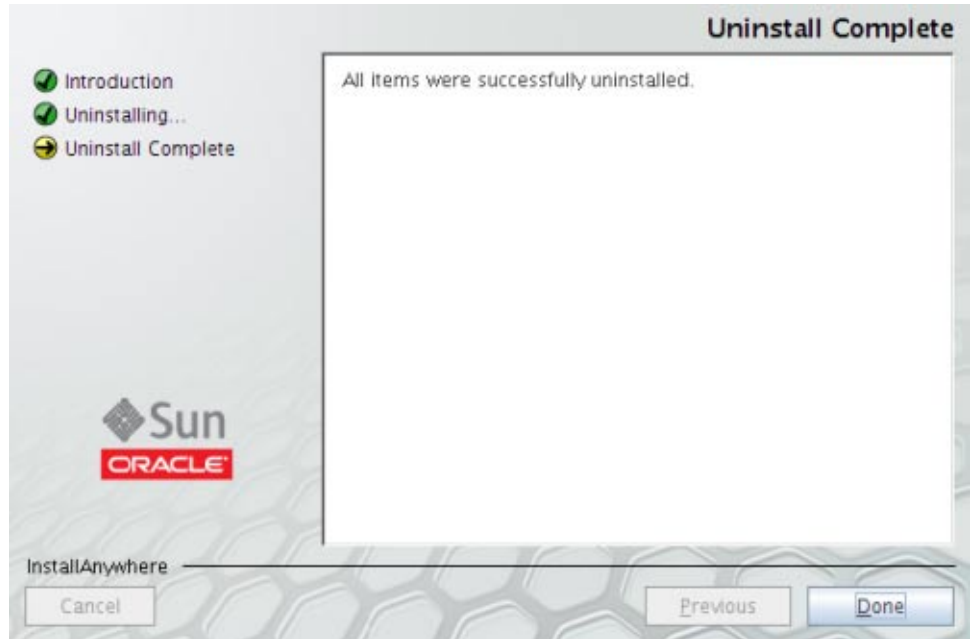 Uninstall Complete
Introduction
Uninstalling...
Uninstall Complete
All items were successfully uninstalled.
Sun
ORACLE
InstallAnywhere
Cancel
Previous
Done